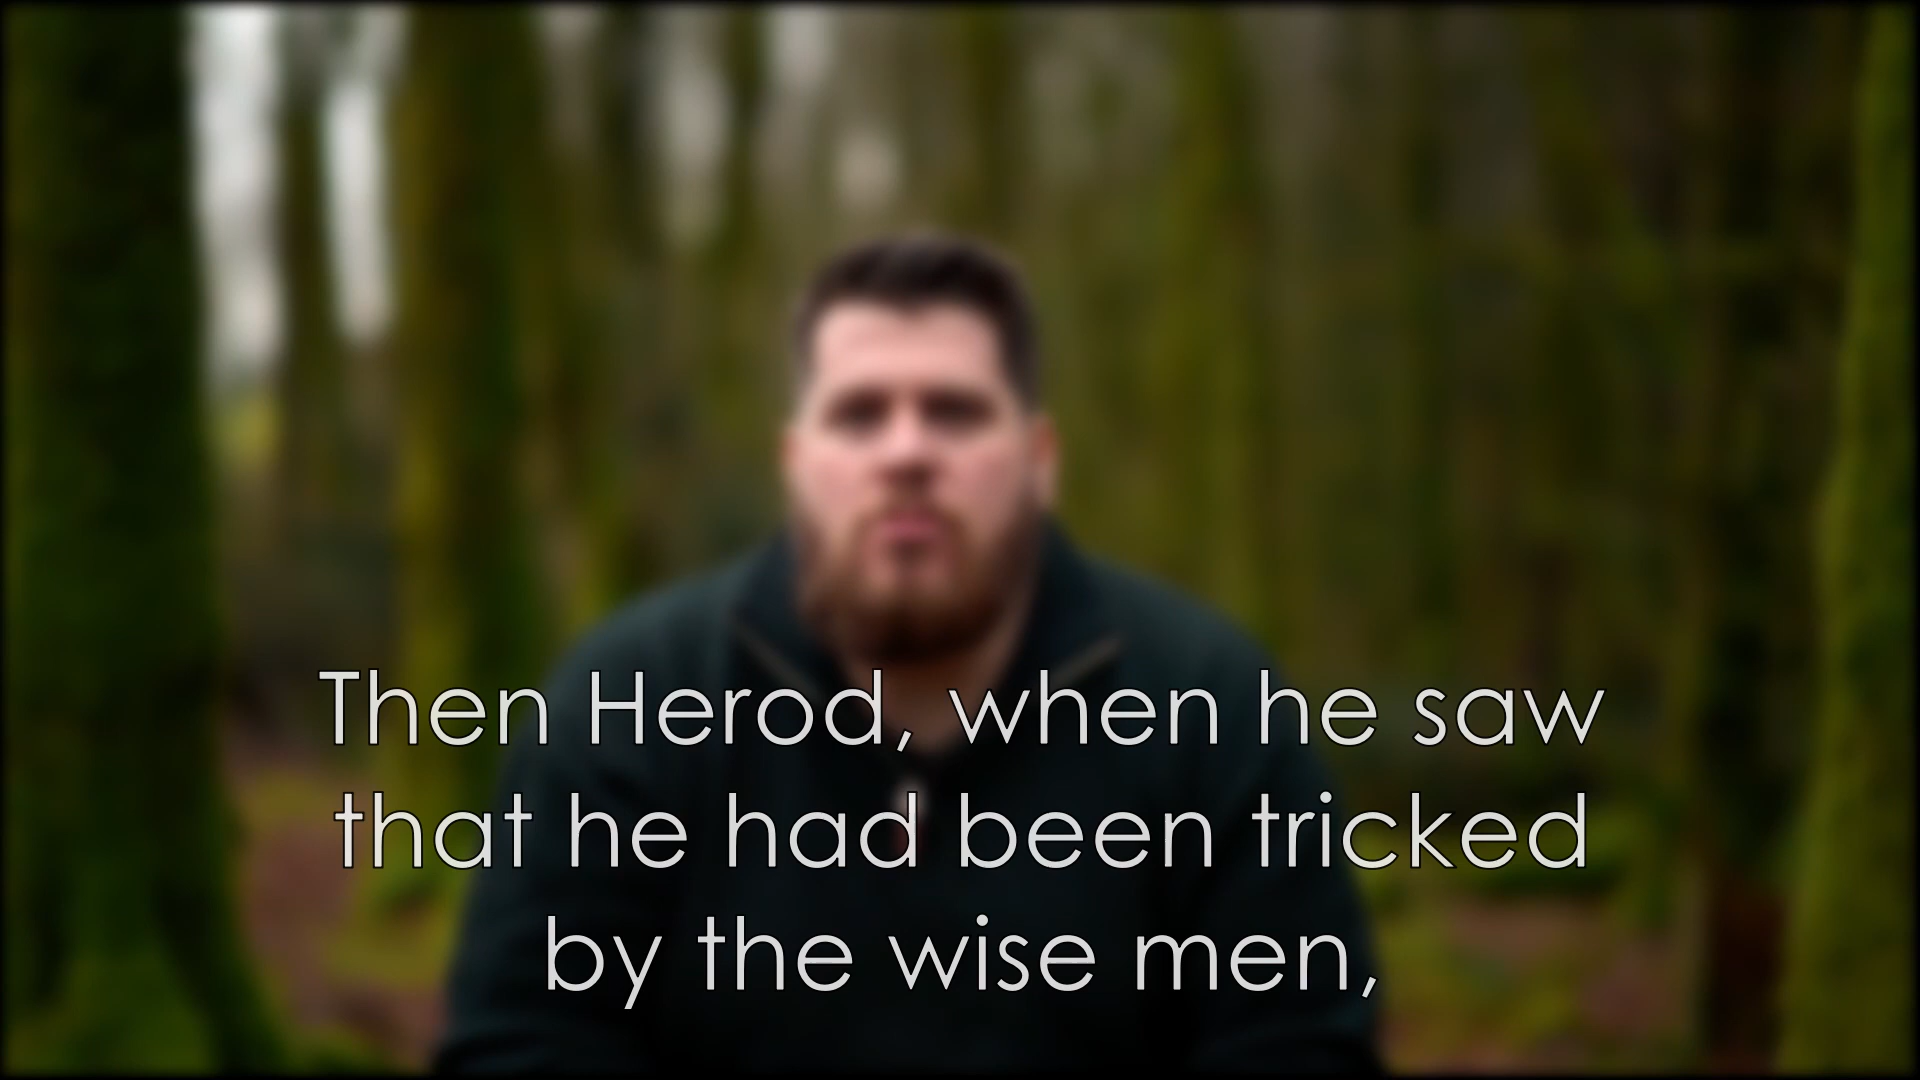 Then Herod, when he saw
that he had been tricked
by the wise men,